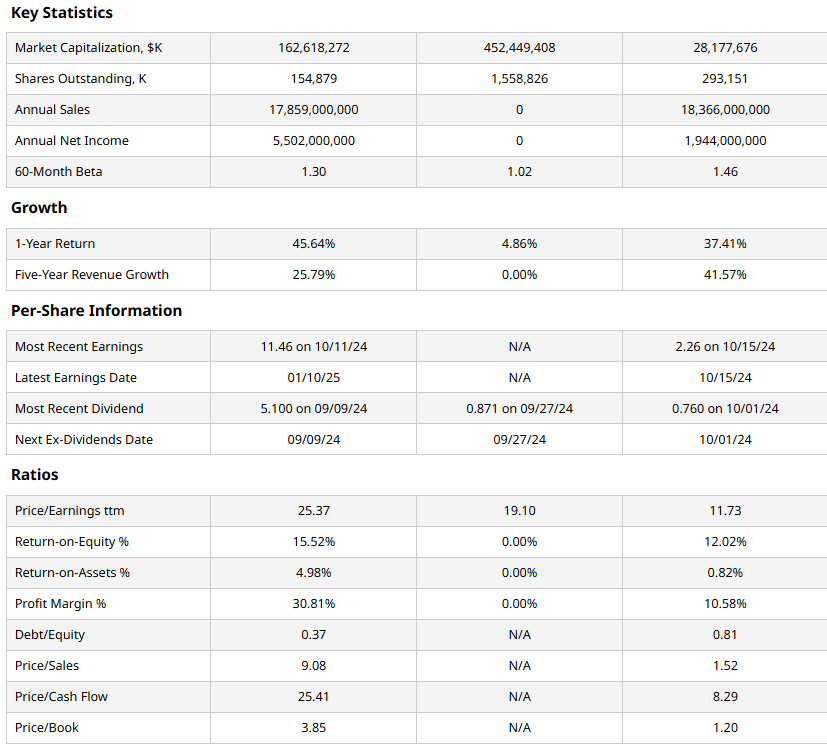 Key Statistics
Market Capitalization, $K 162,618,272 452,449,408 28,177,676
Shares Outstanding, K 154,879 1,558,826 293,151
Annual Sales 17,859,000,000 0 18,366,000,000
Annual Net Income 5,502,000,000 0 1,944,000,000
60-Month Beta 1.30 1.02 1.46
Growth
1-Year Return 45.64% 4.86% 37.41%
Five-Year Revenue Growth 25.79% 0.00% 41.57%
Per-Share Information
Most Recent Earnings 11.46 on 10/11/24 N/A 2.26 on 10/15/24
Latest Earnings Date 01/10/25 N/A 10/15/24
Most Recent Dividend 5.100 on 09/09/24 0.871 on 09/27/24 0.760 on 10/01/24
Next Ex-Dividends Date 09/09/24 09/27/24 10/01/24
Ratios
Price/Earnings ttm 25.37 19.10 11.73
Return-on-Equity % 15.52% 0.00% 12.02%
Return-on-Assets % 4.98% 0.00% 0.82%
Profit Margin % 30.81% 0.00% 10.58%
Debt/Equity 0.37 N/A 0.81
Price/Sales 9.08 N/A 1.52
Price/Cash Flow 25.41 N/A 8.29
Price/Book 3.85 N/A 1.20